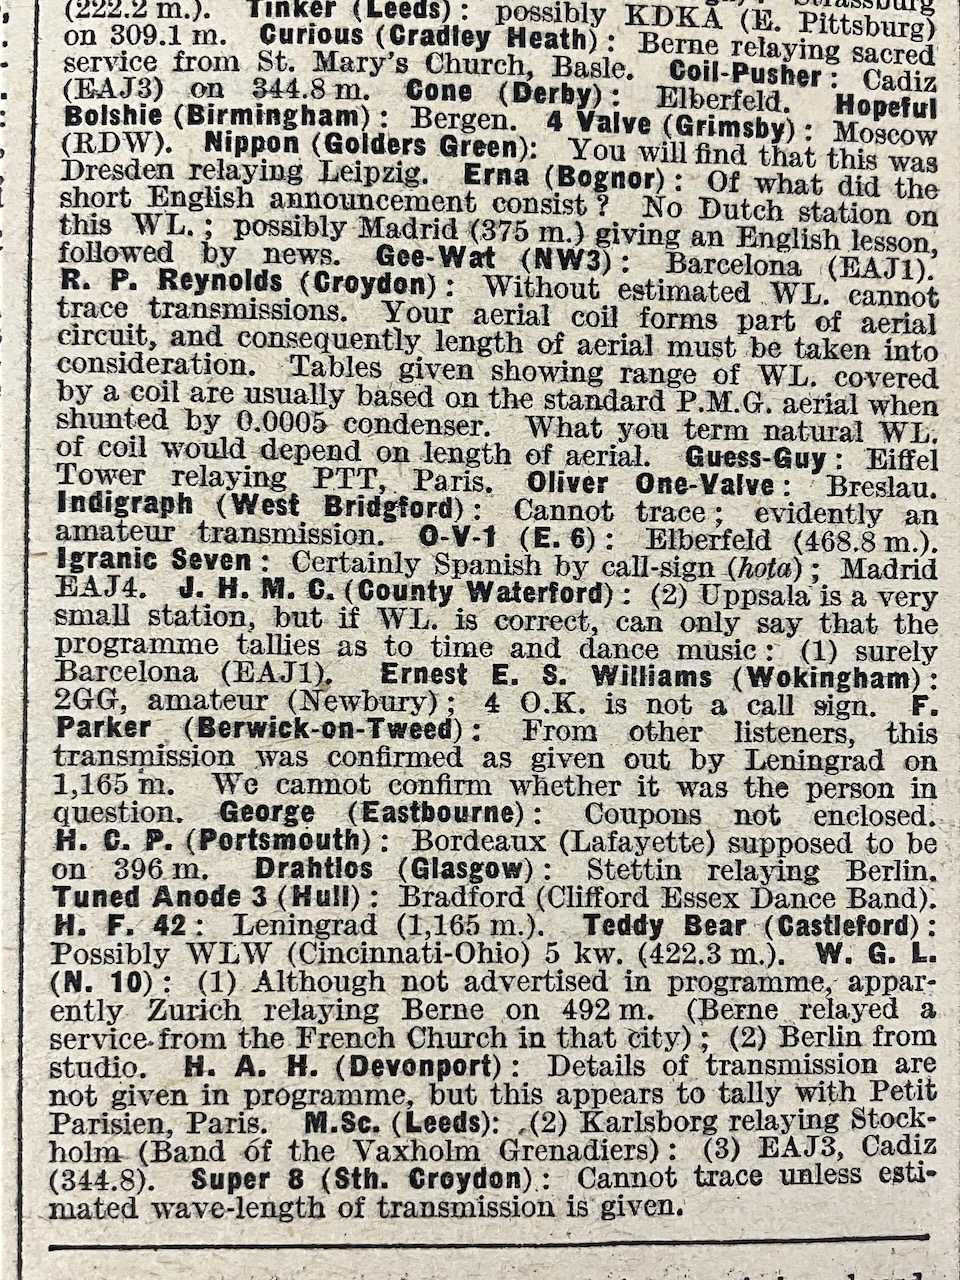 (222.2 m.). Tinker (Leeds): possibly KDKA (E. Pittsburg)
on 309.1 m. Curious (Cradley Heath): Berne relaying sacred
service from St. Mary's Church, Basle. Coil-Pusher: Cadiz
(EAJ3) on 344.8 m. Cone (Derby): Elberfeld. Hopeful
Bolshie (Birmingham): Bergen. 4 Valve (Grimsby): Moscow
(RDW). Nippon (Golders Green): You will find that this was
Dresden relaying Leipzig. Erna (Bognor): Of what did the
short English announcement consist? No Dutch station on
this WL.; possibly Madrid (375 m.) giving an English lesson,
followed by news. Gee-Wat (NW3): Barcelona (EAJ1).
R. P. Reynolds (Croydon): Without estimated WL. cannot
trace transmissions. Your aerial coil forms part of aerial
circuit, and consequently length of aerial must be taken into
consideration. Tables given showing range of WL. covered
by a coil are usually based on the standard P.M.G. aerial when
shunted by 0.0005 condenser. What you term natural WL.
of coil would depend on length of aerial. Guess-Guy: Eiffel
Tower relaying PTT, Paris. Oliver One-Valve: Breslau.
Indigraph (West Bridgford): Cannot trace; evidently an
amateur transmission. O-V-1 (E. 6): Elberfeld (468.8 m.).
Igranic Seven: Certainly Spanish by call-sign (hota); Madrid
EAJ4. J. H. M. C. (County Waterford): (2) Uppsala is a very
small station, but if WL. is correct, can only say that the
programme tallies as to time and dance music: (1) surely
Barcelona (EAJ1). Ernest E. S. Williams (Wokingham):
2GG, amateur (Newbury); 4 O.K. is not a call sign. F.
Parker (Berwick-on-Tweed): From other listeners, this
transmission was confirmed as given out by Leningrad on
1,165 m. We cannot confirm whether it was the person in
question. George (Eastbourne): Coupons not enclosed.
H. C. P. (Portsmouth): Bordeaux (Lafayette) supposed to be
on 396 m. Drahtlos (Glasgow): Stettin relaying Berlin.
Tuned Anode 3 (Hull): Bradford (Clifford Essex Dance Band).
H. F. 42: Leningrad (1,165 m.). Teddy Bear (Castleford):
Possibly WLW (Cincinnati-Ohio) 5 kw. (422.3 m.). W. G. L.
(N. 10): (1) Although not advertised in programme, appar-
ently Zurich relaying Berne on 492 m. (Berne relayed a
service from the French Church in that city); (2) Berlin from
studio. H. A. H. (Devonport): Details of transmission are
not given in programme, but this appears to tally with Petit
Parisien, Paris. M.Sc. (Leeds): (2) Karlsborg relaying Stock-
holm (Band of the Vaxholm Grenadiers): (3) EAJ3, Cadiz
(344.8). Super 8 (Sth. Croydon): Cannot trace unless esti-
mated wave-length of transmission is given.